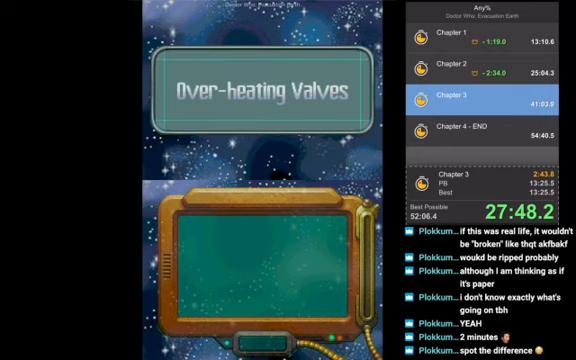 Doctor Who: Evacuation Earth
Over-heating Valves
Any%
Doctor Who: Evacuation Earth
Chapter 1
- 1:19.0 13:10.6
Chapter 2
- 2:34.0 25:04.3
Chapter 3
41:03.9
Chapter 4 - END
54:40.5
Chapter 3 2:43.8
PB 13:25.5
Best 13:25.5
Best Possible
52:06.4
27:48.2
Plokkum... if this was real life, it wouldn't
be "broken" like thqt akfbakf
Plokkum... woukd be ripped probably
Plokkum... although I am thinking as if
it's paper
Plokkum... i don't know exactly what's
going on tbh
Plokkum... YEAH
Plokkum... 2 minutes
Plokkum... spot the difference